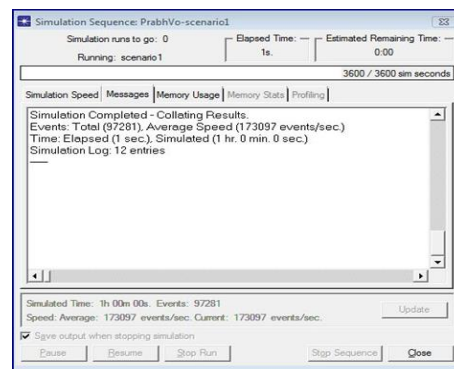 Simulation Sequence: PrabhVo-scenario1
Simulation runs to go: 0
Running: scenario1
Elapsed Time:
1s.
Estimated Remaining Time:
0:00
3600 / 3600 sim seconds
Simulation Speed Messages Memory Usage Memory Stats Profiling
Simulation Completed - Collating Results.
Events: Total (97281), Average Speed (173097 events/sec.)
Time: Elapsed (1 sec.), Simulated (1 hr. 0 min. 0 sec.)
Simulation Log: 12 entries
Simulated Time: 1h 00m 00s. Events: 97281
Speed: Average: 173097 events/sec. Current: 173097 events/sec.
Update
Save output when stopping simulation
Pause Resume Stop Run Stop Sequence Close